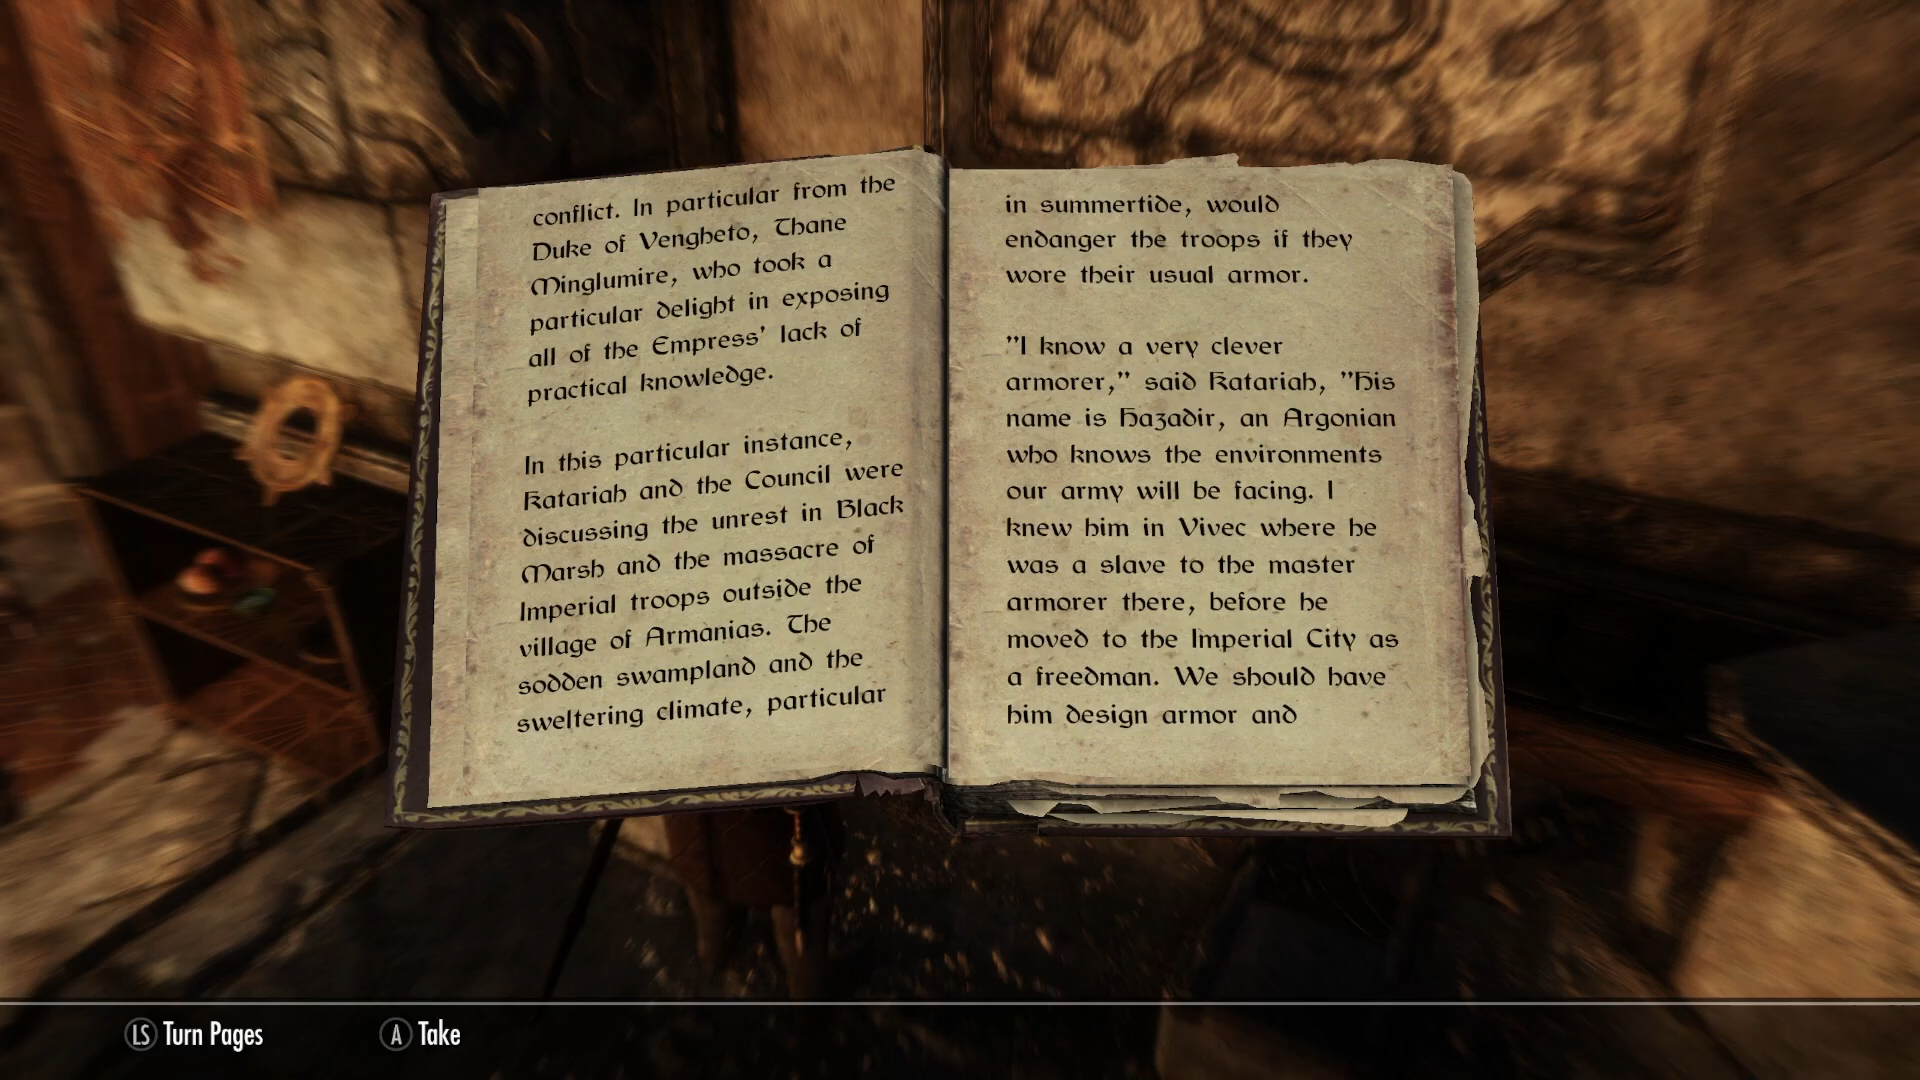 conflict. In particular from the
Duke of Vengheto, Thane
Minglumire, who took a
particular delight in exposing
all of the Empress' lack of
practical knowledge.
In this particular instance,
Katariah and the Council were
discussing the unrest in Black
Marsh and the massacre of
Imperial troops outside the
village of Armanias. The
sodden swampland and the
sweltering climate, particular
in summertide, would
endanger the troops if they
wore their usual armor.
"I know a very clever
armorer," said Katariah, "His
name is Hazadir, an Argonian
who knows the environments
our army will be facing. I
knew him in Vivec where he
was a slave to the master
armorer there, before he
moved to the Imperial City as
a freedman. We should have
him design armor and
LS Turn Pages
A Take